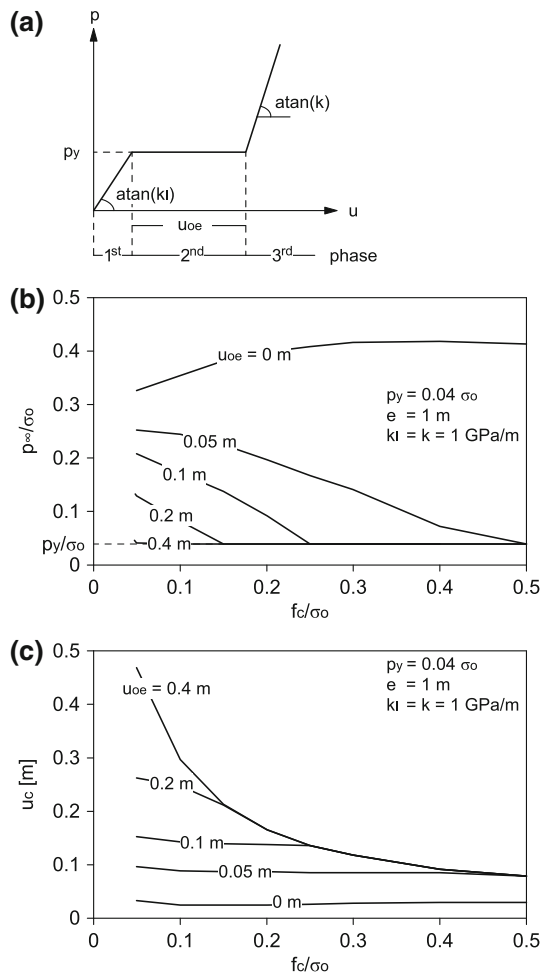 (a)
p
atan(k)
py
atan(kI)
u
uoe
1st 2nd 3rd phase
(b)
0.5
0.4
0.3
0.2
0.1
py/σo
0
p∞/σo
uoe = 0 m
0.05 m
0.1 m
0.2 m
0.4 m
py = 0.04 σo
e = 1 m
kI = k = 1 GPa/m
0 0.1 0.2 0.3 0.4 0.5
fc/σo
(c)
0.5
0.4
0.3
0.2
0.1
0
uc [m]
uoe = 0.4 m
0.2 m
0.1 m
0.05 m
0 m
py = 0.04 σo
e = 1 m
kI = k = 1 GPa/m
0 0.1 0.2 0.3 0.4 0.5
fc/σo